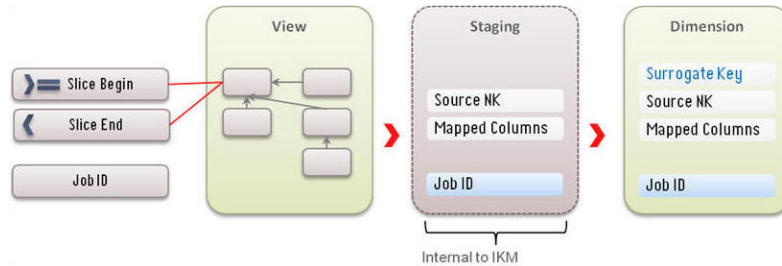 View
Slice Begin
Slice End
Job ID
Staging
Source NK
Mapped Columns
Job ID
Internal to IKM
Dimension
Surrogate Key
Source NK
Mapped Columns
Job ID